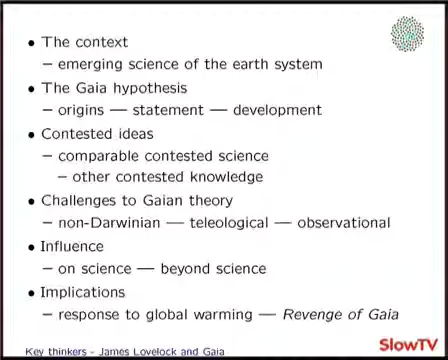 • The context
– emerging science of the earth system
• The Gaia hypothesis
– origins — statement — development
• Contested ideas
– comparable contested science
– other contested knowledge
• Challenges to Gaian theory
– non-Darwinian — teleological — observational
• Influence
– on science — beyond science
• Implications
– response to global warming — Revenge of Gaia
Key thinkers - James Lovelock and Gaia
SlowTV